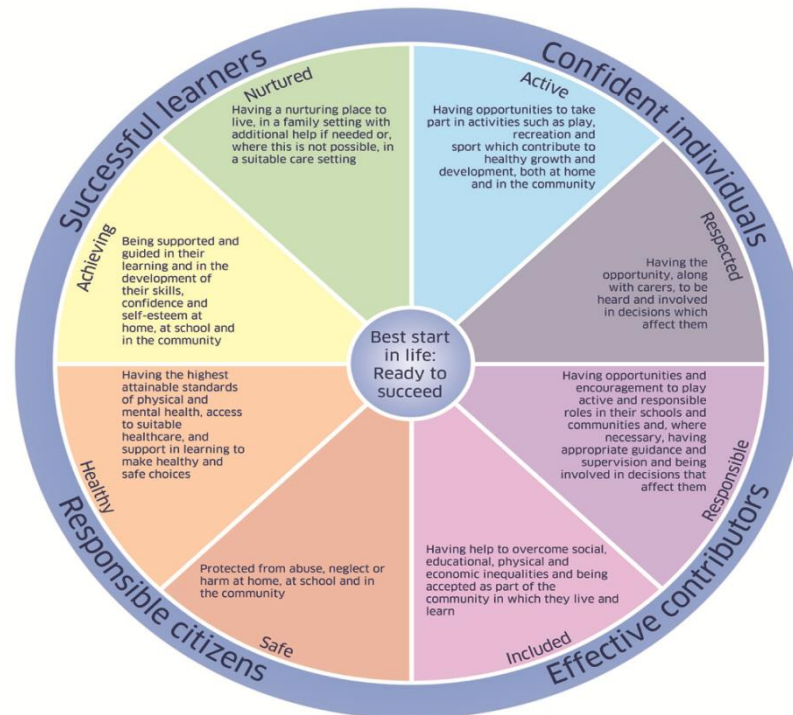 Successful learners
Confident individuals
Nurtured
Having a nurturing place to
live, in a family setting with
additional help if needed or,
where this is not possible, in
a suitable care setting
Active
Having opportunities to take
part in activities such as play,
recreation and
sport which contribute to
healthy growth and
development, both at home
and in the community
Achieving
Being supported and
guided in their
learning and in the
development of
their skills,
confidence and
self-esteem at
home, at school and
in the community
Respected
Having the
opportunity, along
with carers, to be
heard and involved
in decisions which
affect them
Best start
in life:
Ready to
succeed
Healthy
Having the highest
attainable standards
of physical and
mental health, access
to suitable
healthcare, and
support in learning to
make healthy and
safe choices
Responsible
Having opportunities and
encouragement to play
active and responsible
roles in their schools and
communities and, where
necessary, having
appropriate guidance and
supervision and being
involved in decisions that
affect them
Protected from abuse, neglect or
harm at home, at school and in
the community
Safe
Having help to overcome social,
educational, physical and
economic inequalities and being
accepted as part of the
community in which they live and
learn
Included
Responsible citizens
Effective contributors